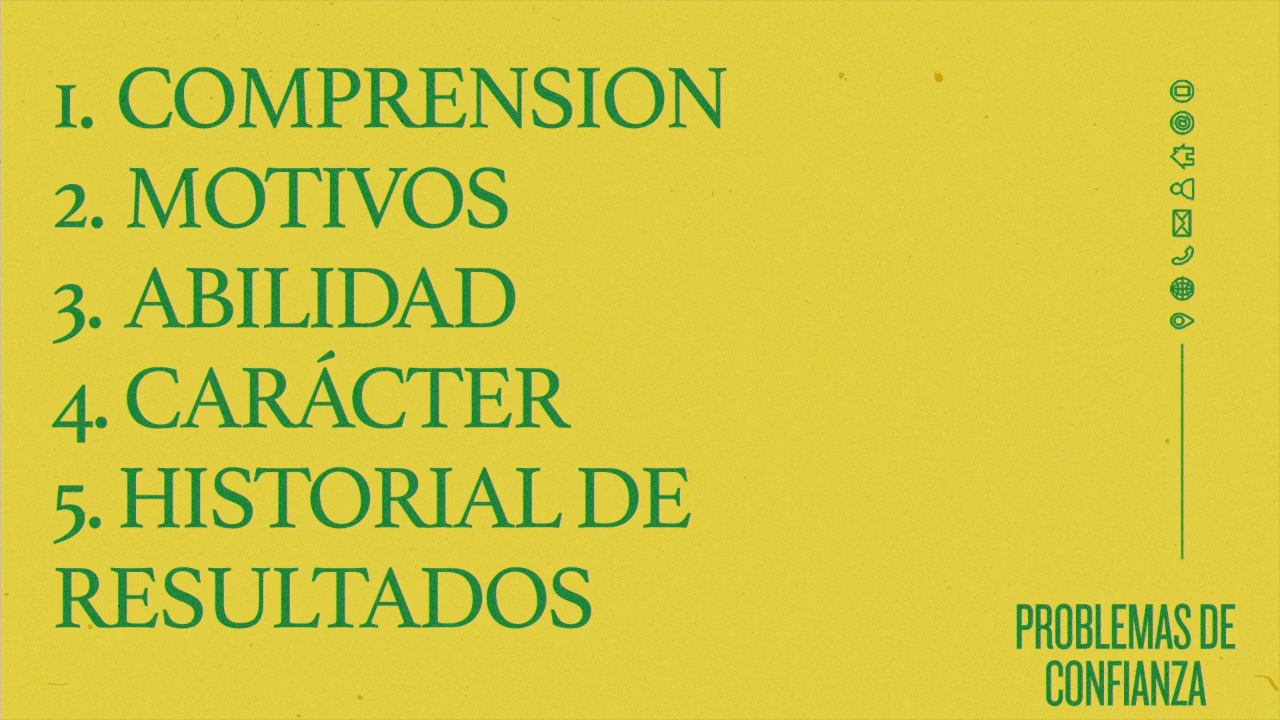 1. COMPRENSION
2. MOTIVOS
3. ABILIDAD
4. CARÁCTER
5. HISTORIAL DE
RESULTADOS
PROBLEMAS DE
CONFIANZA